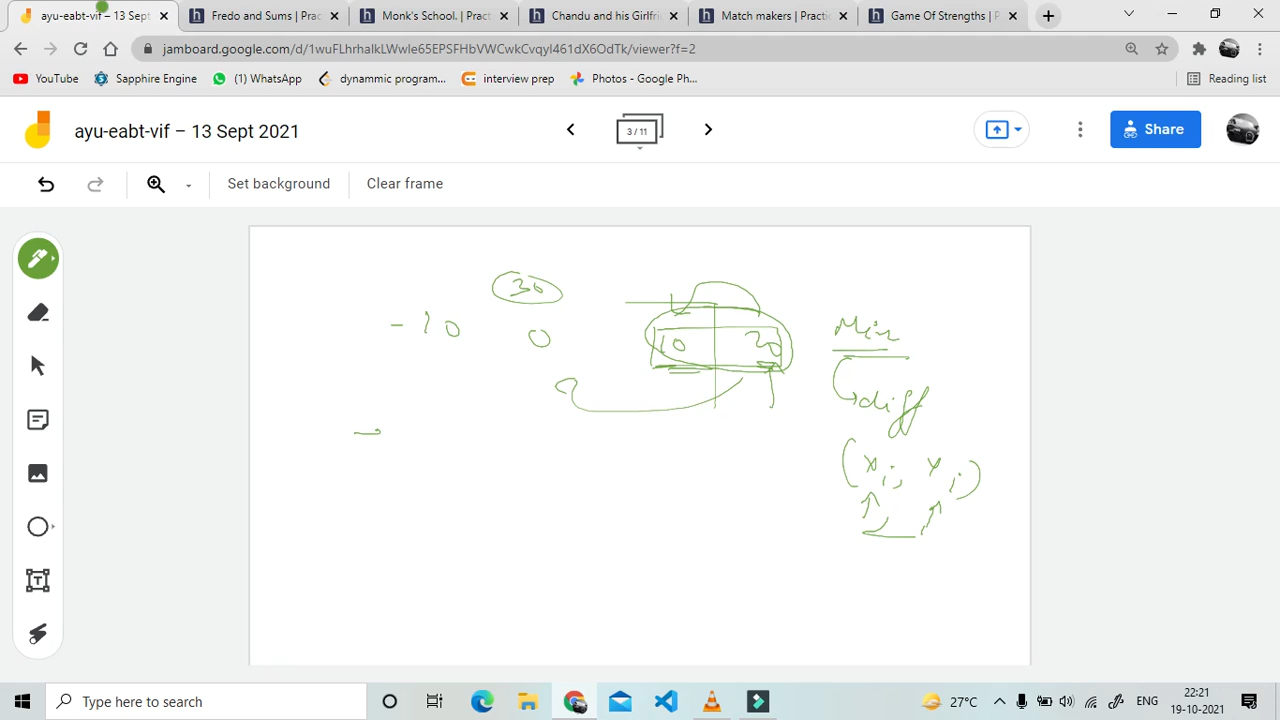 ayu-eabt-vif – 13 Sept
Fredo and Sums | Prac
Monk's School, | Pract
Chandu and his Girlfri
Match makers | Practic
Game Of Strengths | P
jamboard.google.com/d/1wuFLhrhalkLWwle65EPSFHbVWCwkCvqyl461dX6OdTk/viewer?f=2
YouTube
Sapphire Engine
(1) WhatsApp
dynammic program...
interview prep
Photos - Google Ph...
Reading list
ayu-eabt-vif – 13 Sept 2021
3 / 11
Share
Set background
Clear frame
30
-10 0 10 20
Min
diff
(xi, yj)
Type here to search
27°C
ENG
22:21
19-10-2021